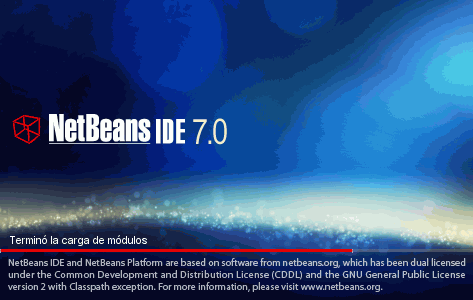 NetBeans IDE 7.0
Terminó la carga de módulos
NetBeans IDE and NetBeans Platform are based on software from netbeans.org, which has been dual licensed
under the Common Development and Distribution License (CDDL) and the GNU General Public License
version 2 with Classpath exception. For more information, please visit www.netbeans.org.